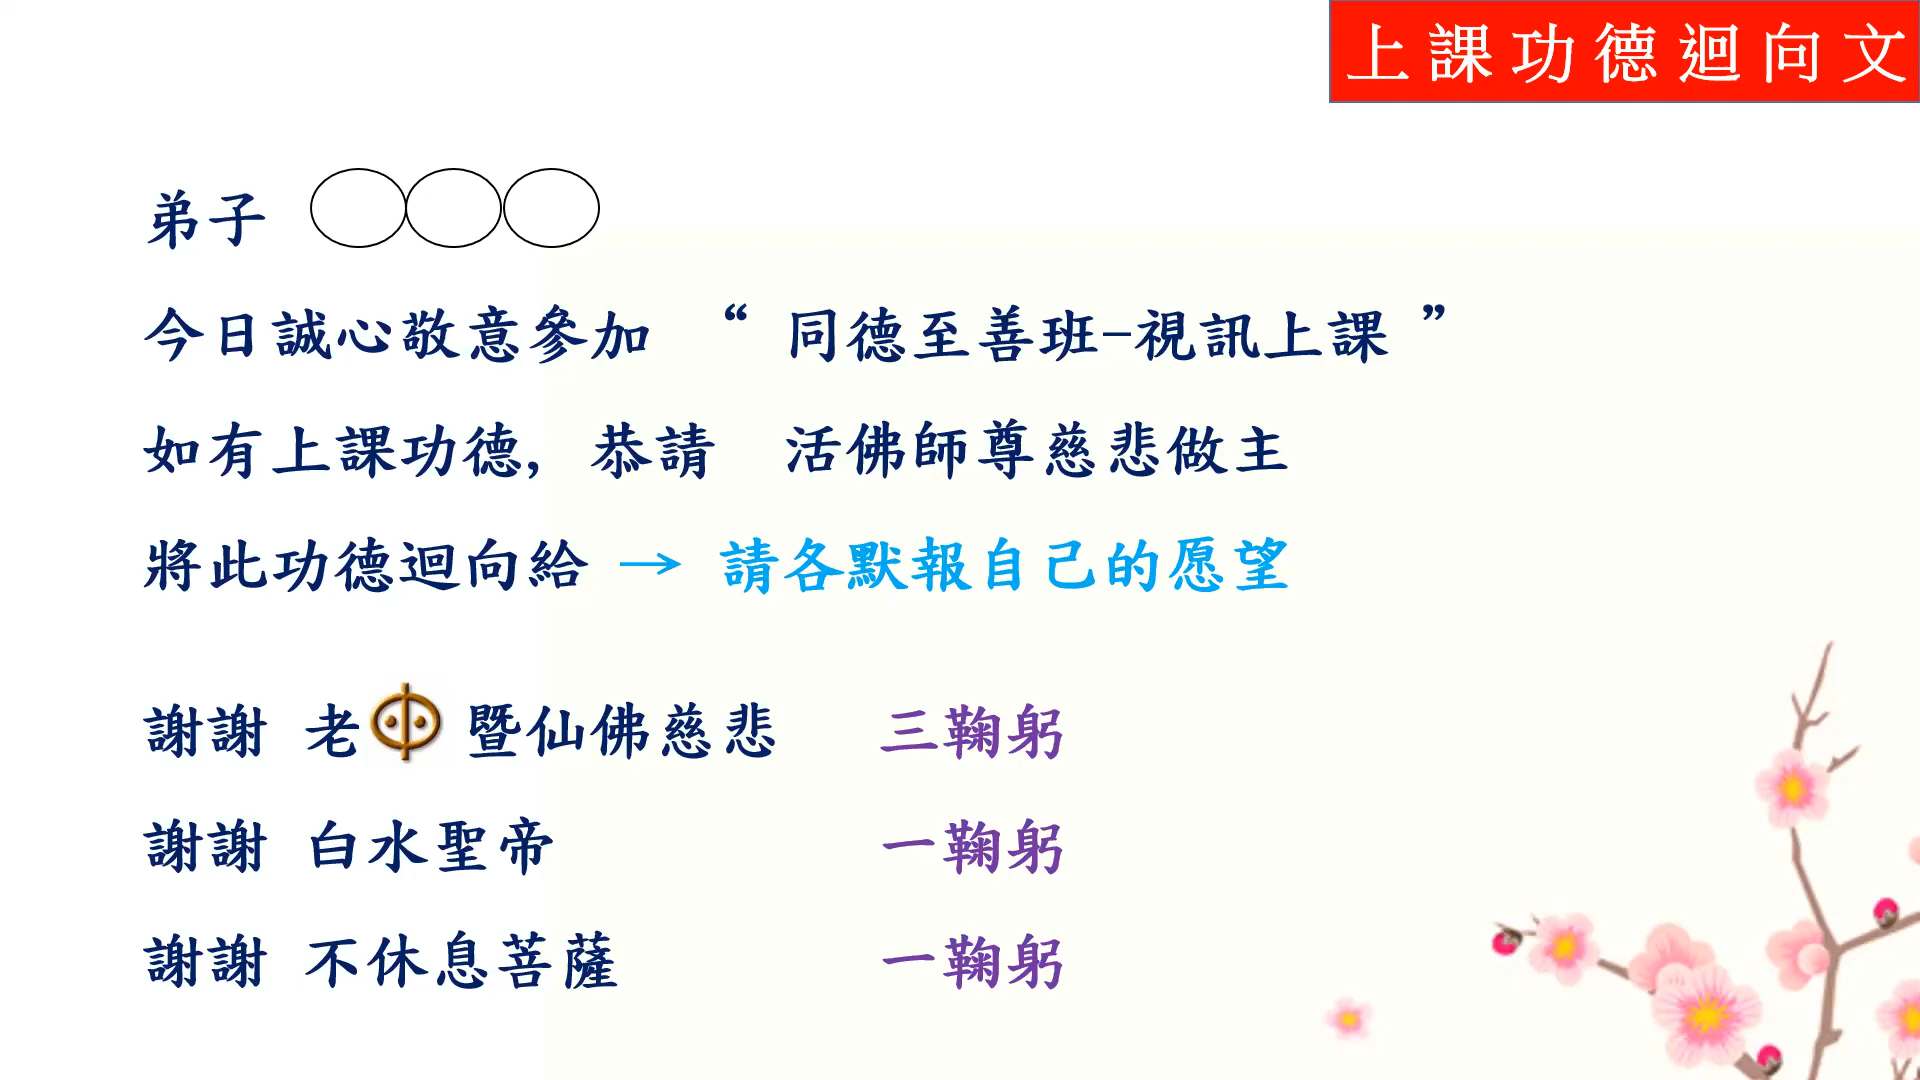 上課功德迴向文
弟子
今日誠心敬意參加 “ 同德至善班-視訊上課 ”
如有上課功德, 恭請 活佛師尊慈悲做主
將此功德迴向給 → 請各默報自己的愿望
謝謝 老 暨仙佛慈悲 三鞠躬
謝謝 白水聖帝 一鞠躬
謝謝 不休息菩薩 一鞠躬